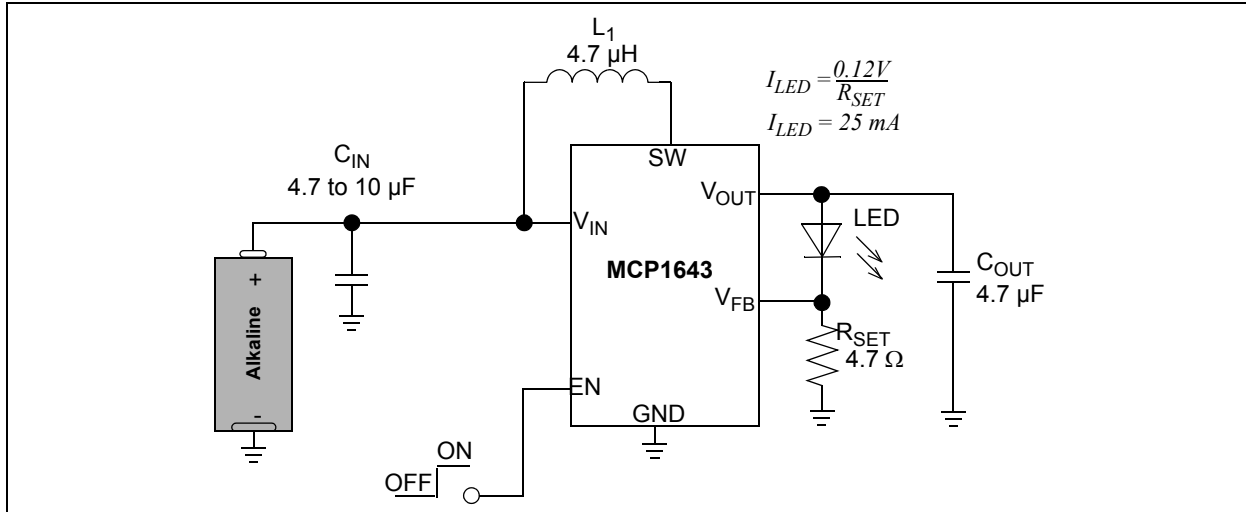 L1
4.7 µH
ILED = 0.12V / RSET
ILED = 25 mA
CIN
4.7 to 10 µF
SW
VOUT
LED
VIN
MCP1643
COUT
4.7 µF
VFB
+
Alkaline
-
RSET
4.7 Ω
EN
GND
ON
OFF